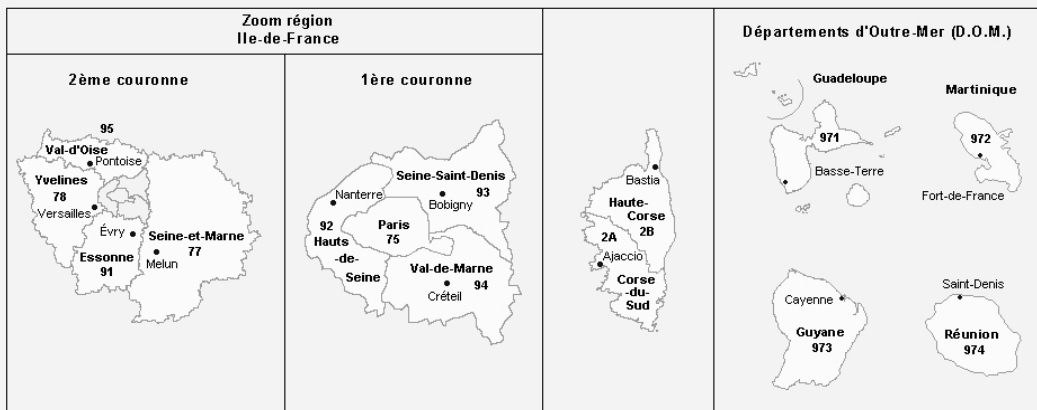 Zoom région
Ile-de-France
2ème couronne
95
Val-d'Oise
Pontoise
Yvelines
78
Versailles
Évry
Essonne
91
Seine-et-Marne
77
Melun
1ère couronne
Seine-Saint-Denis
93
Nanterre
Bobigny
92
Hauts
-de-
Seine
Paris
75
Val-de-Marne
94
Créteil
Bastia
Haute-
Corse
2B
2A
Ajaccio
Corse
-du-
Sud
Départements d'Outre-Mer (D.O.M.)
Guadeloupe
971
Basse-Terre
Martinique
972
Fort-de-France
Cayenne
Guyane
973
Saint-Denis
Réunion
974